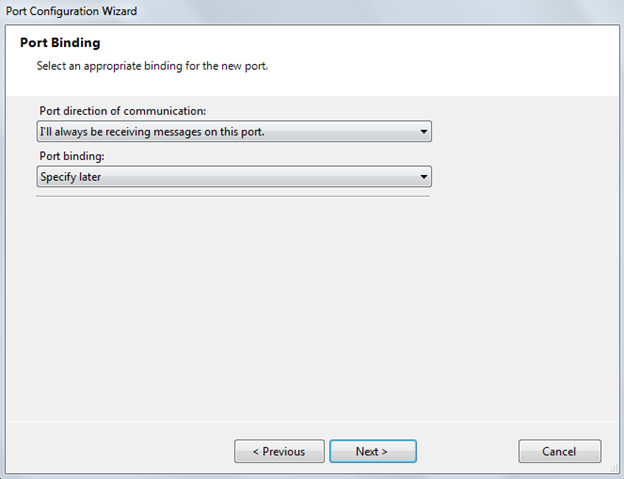 Port Configuration Wizard
Port Binding
Select an appropriate binding for the new port.
Port direction of communication:
I'll always be receiving messages on this port.
Port binding:
Specify later
< Previous
Next >
Cancel